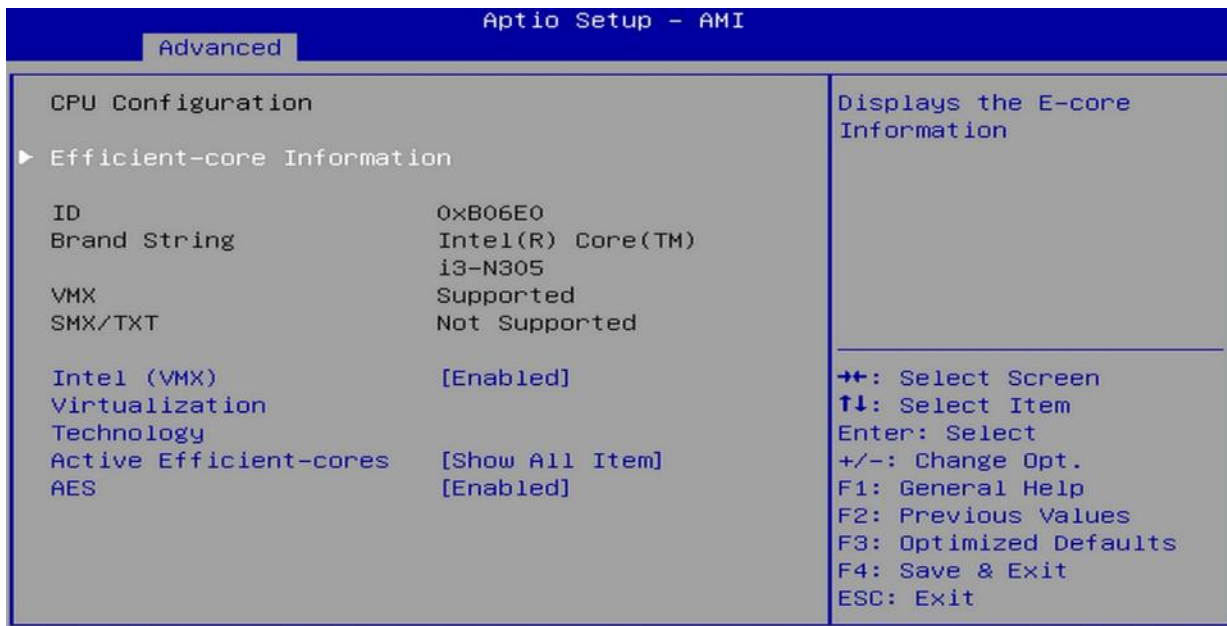 Aptio Setup – AMI
Advanced
CPU Configuration
▶ Efficient-core Information
ID 0xB06E0
Brand String Intel(R) Core(TM)
i3-N305
VMX Supported
SMX/TXT Not Supported
Intel (VMX) [Enabled]
Virtualization
Technology
Active Efficient-cores [Show All Item]
AES [Enabled]
Displays the E-core
Information
→←: Select Screen
↑↓: Select Item
Enter: Select
+/-: Change Opt.
F1: General Help
F2: Previous Values
F3: Optimized Defaults
F4: Save & Exit
ESC: Exit